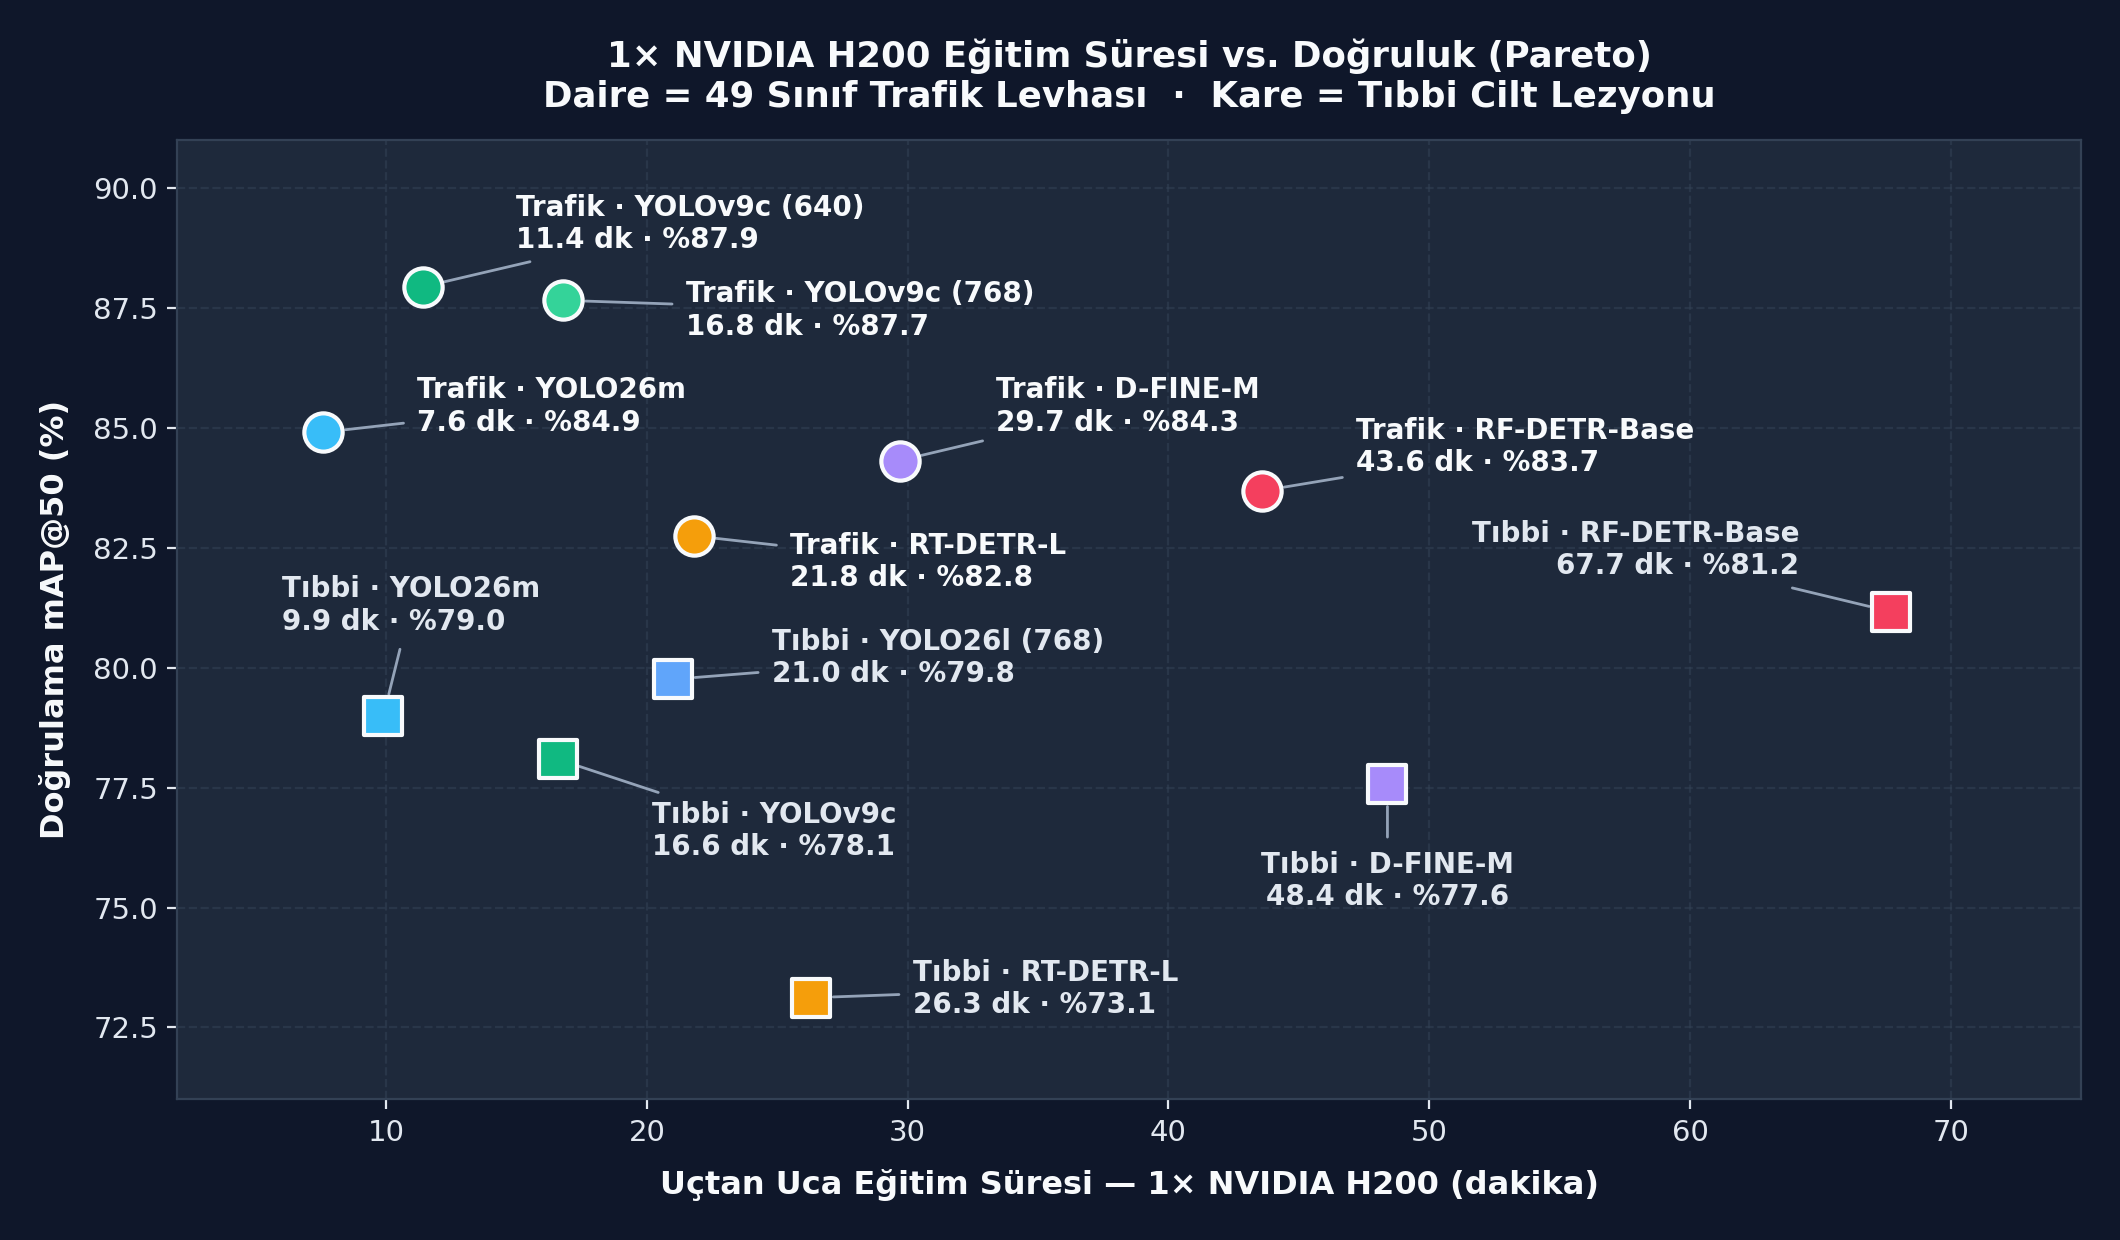 1× NVIDIA H200 Eğitim Süresi vs. Doğruluk (Pareto)
Daire = 49 Sınıf Trafik Levhası · Kare = Tıbbi Cilt Lezyonu
Doğrulama mAP@50 (%)
90.0
87.5
85.0
82.5
80.0
77.5
75.0
72.5
Trafik · YOLOv9c (640)
11.4 dk · %87.9
Trafik · YOLOv9c (768)
16.8 dk · %87.7
Trafik · YOLO26m
7.6 dk · %84.9
Trafik · D-FINE-M
29.7 dk · %84.3
Trafik · RF-DETR-Base
43.6 dk · %83.7
Tıbbi · RF-DETR-Base
67.7 dk · %81.2
Trafik · RT-DETR-L
21.8 dk · %82.8
Tıbbi · YOLO26m
9.9 dk · %79.0
Tıbbi · YOLO26l (768)
21.0 dk · %79.8
Tıbbi · YOLOv9c
16.6 dk · %78.1
Tıbbi · D-FINE-M
48.4 dk · %77.6
Tıbbi · RT-DETR-L
26.3 dk · %73.1
10 20 30 40 50 60 70
Uçtan Uca Eğitim Süresi — 1× NVIDIA H200 (dakika)